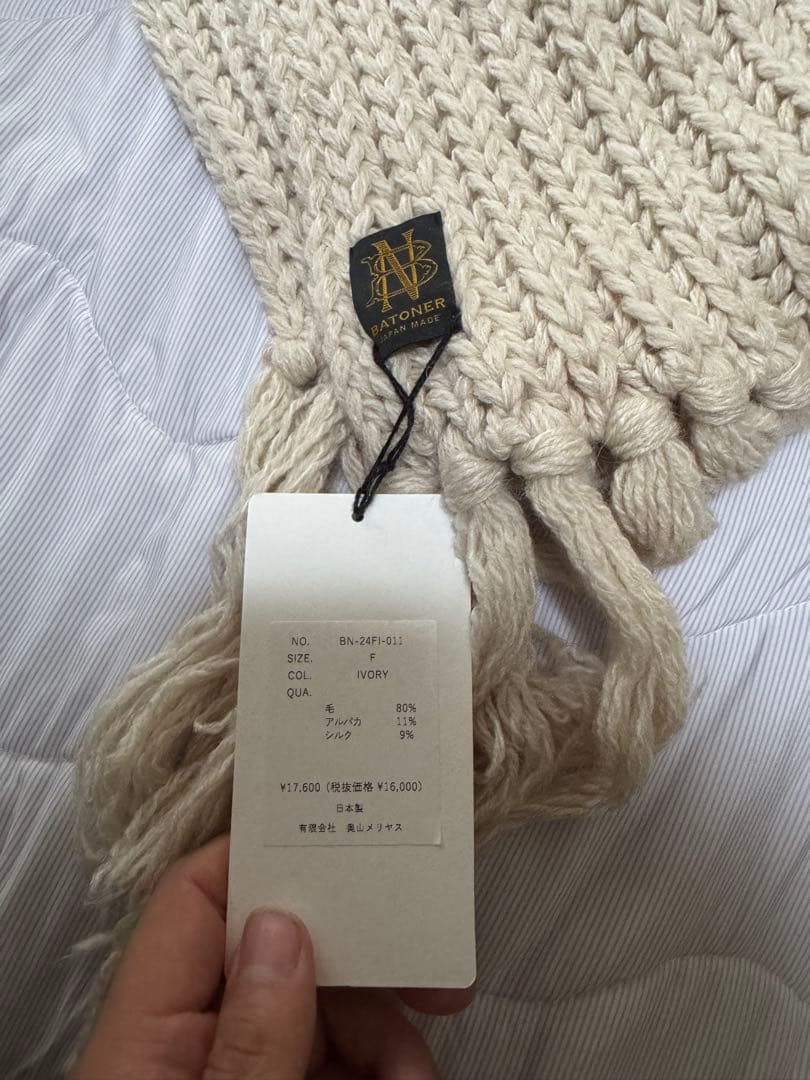 BN
BATONER
JAPAN MADE
NO. BN-24FI-011
SIZE. F
COL. IVORY
QUA.
毛 80%
アルパカ 11%
シルク 9%
¥17,600 (税抜価格 ¥16,000)
日本製
有限会社 奥山メリヤス